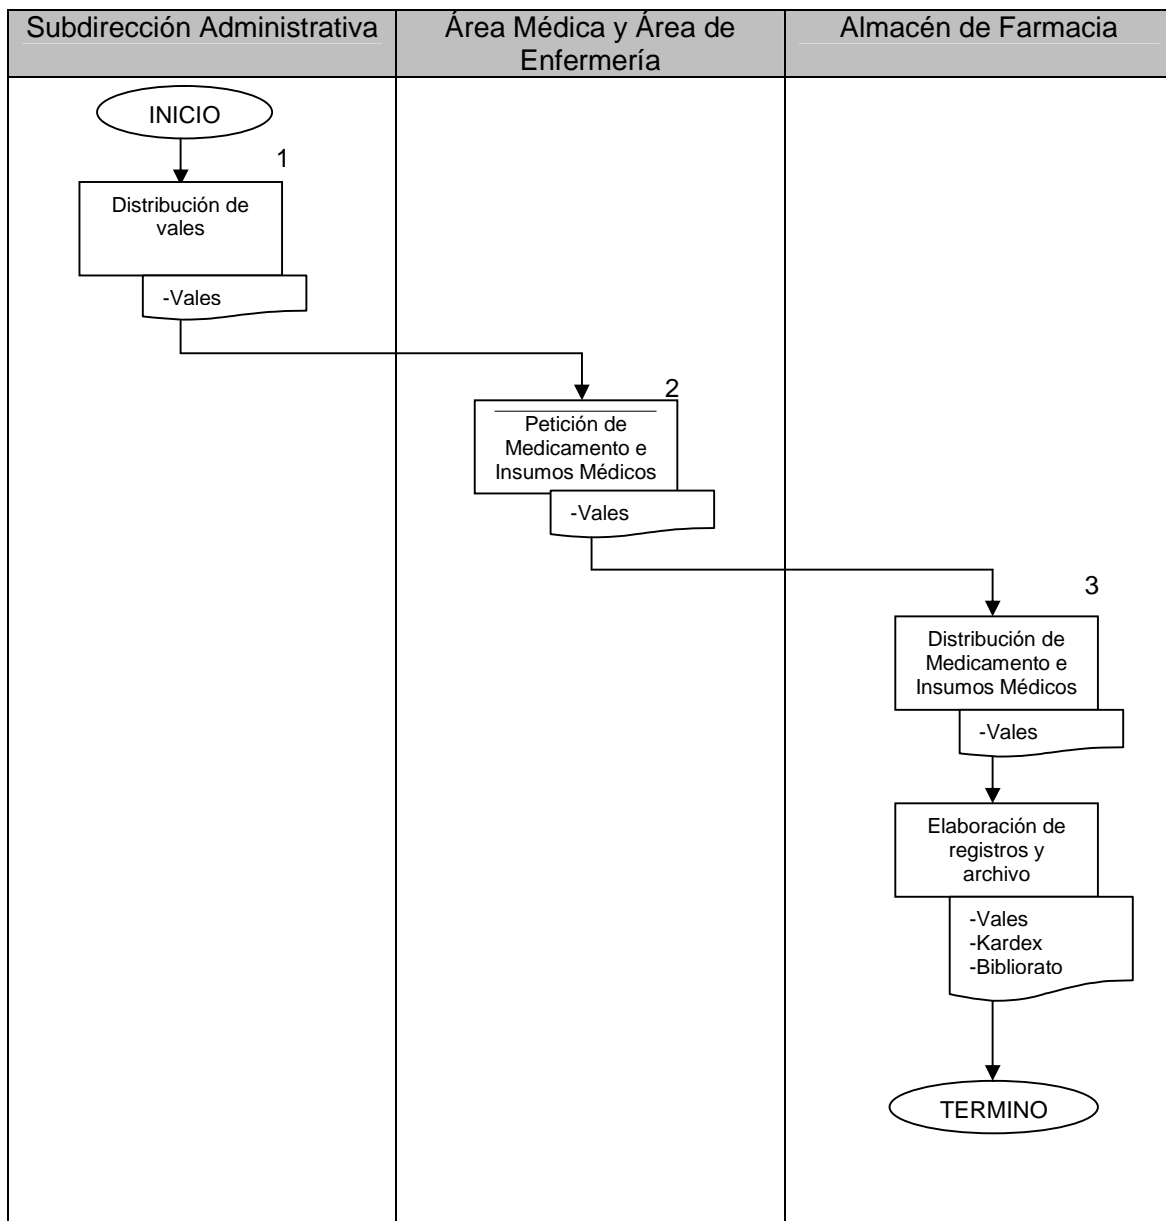 Subdirección Administrativa
Área Médica y Área de
Enfermería
Almacén de Farmacia
INICIO
1
Distribución de
vales
-Vales
2
Petición de
Medicamento e
Insumos Médicos
-Vales
3
Distribución de
Medicamento e
Insumos Médicos
-Vales
Elaboración de
registros y
archivo
-Vales
-Kardex
-Bibliorato
TERMINO